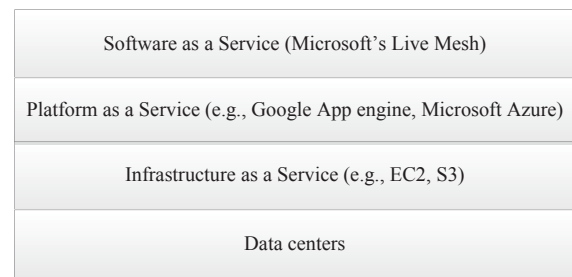 Software as a Service (Microsoft's Live Mesh)
Platform as a Service (e.g., Google App engine, Microsoft Azure)
Infrastructure as a Service (e.g., EC2, S3)
Data centers